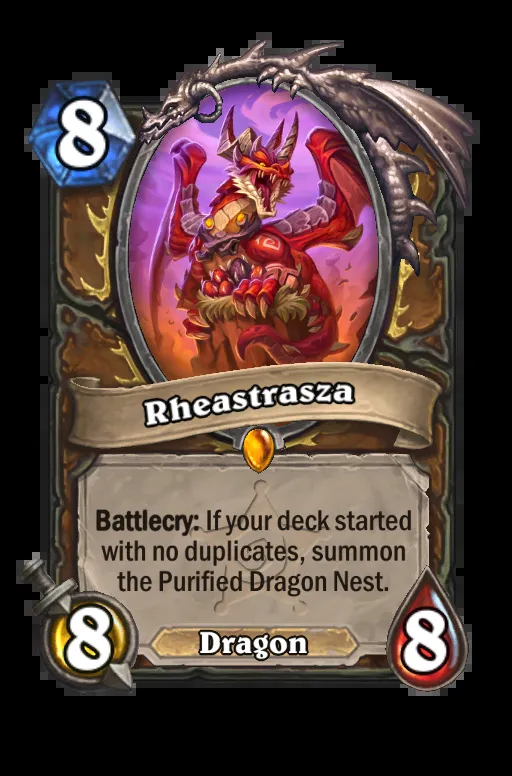 8
Rheastrasza
Battlecry: If your deck started
with no duplicates, summon
the Purified Dragon Nest.
8
Dragon
8